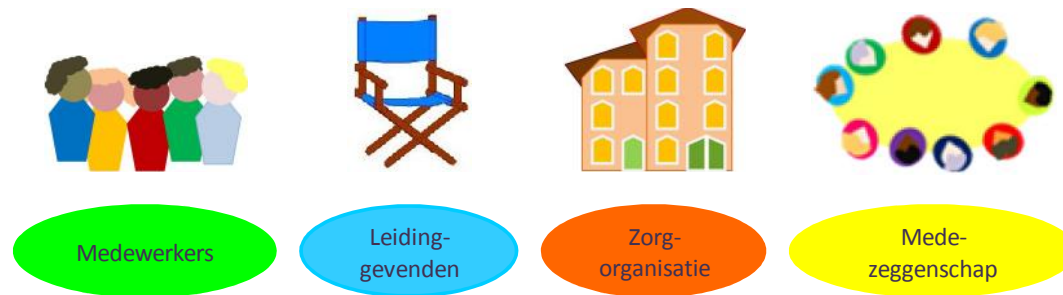 Medewerkers
Leiding-
gevenden
Zorg-
organisatie
Mede-
zeggenschap